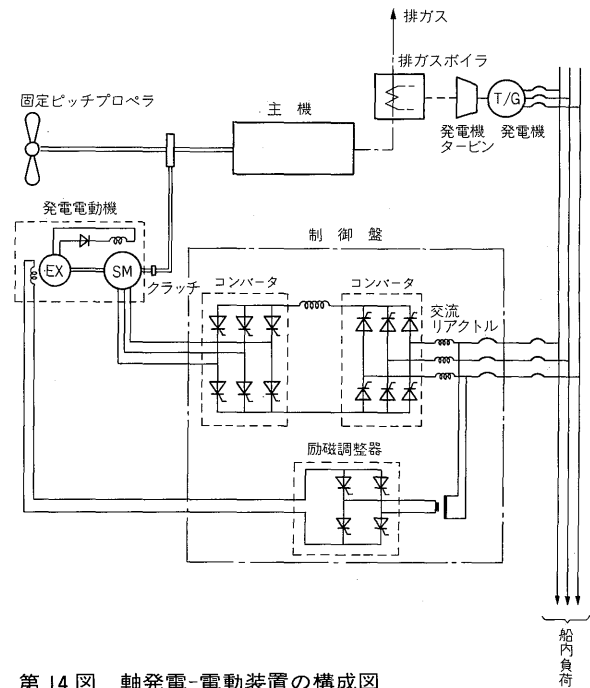 排ガス
排ガスボイラ
固定ピッチプロペラ
主機
T/G
発電機
タービン
発電機
発電電動機
制御盤
EX
SM
クラッチ
コンバータ
コンバータ
交流
リアクトル
励磁調整器
船内負荷
第14図 軸発電-電動装置の構成図